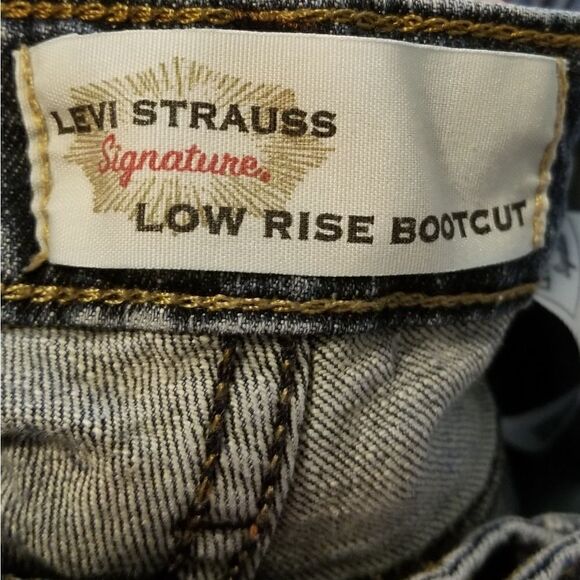 LEVI STRAUSS
Signature
LOW RISE BOOTCUT